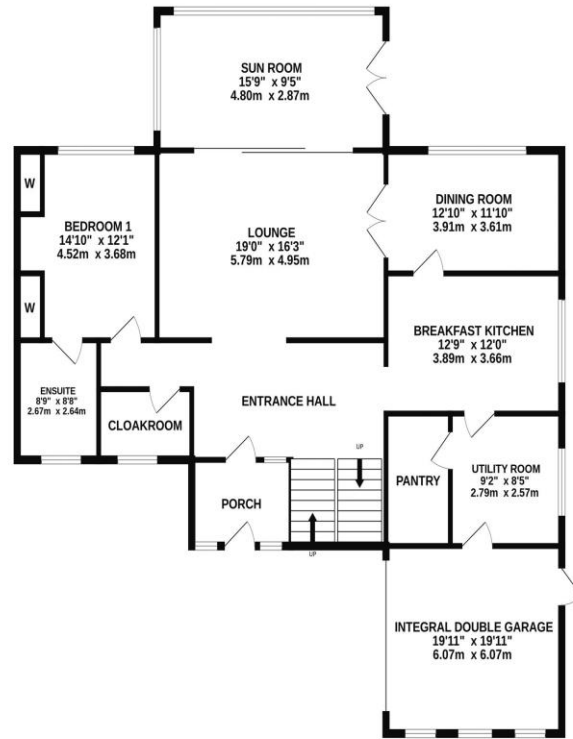 SUN ROOM
15'9" x 9'5"
4.80m x 2.87m
W
BEDROOM 1
14'10" x 12'1"
4.52m x 3.68m
W
LOUNGE
19'0" x 16'3"
5.79m x 4.95m
DINING ROOM
12'10" x 11'10"
3.91m x 3.61m
BREAKFAST KITCHEN
12'9" x 12'0"
3.89m x 3.66m
ENSUITE
8'9" x 8'8"
2.67m x 2.64m
CLOAKROOM
ENTRANCE HALL
UP
PORCH
UP
PANTRY
UTILITY ROOM
9'2" x 8'5"
2.79m x 2.57m
INTEGRAL DOUBLE GARAGE
19'11" x 19'11"
6.07m x 6.07m